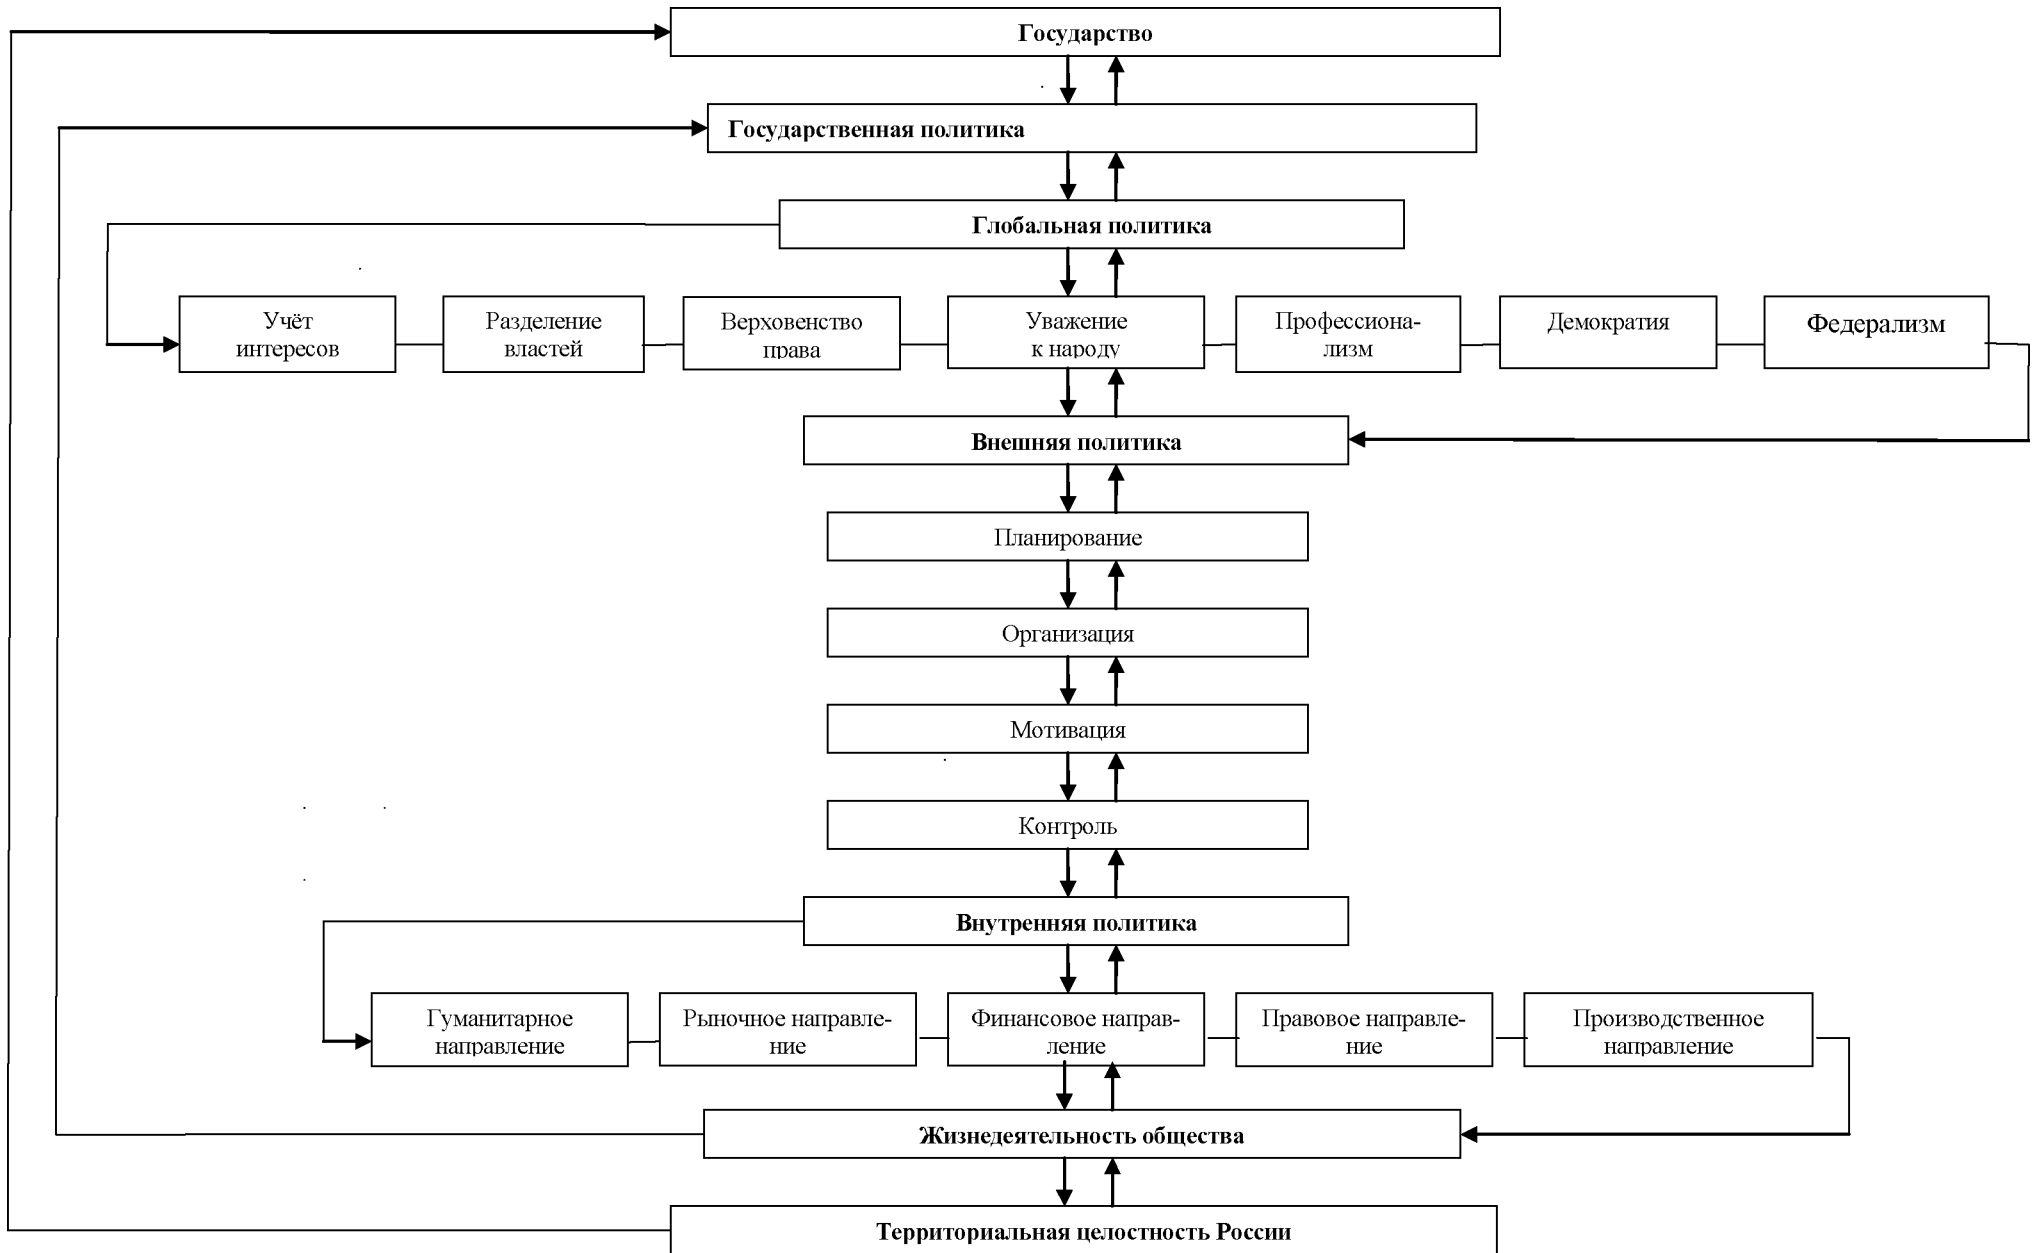 Государство
Государственная политика
Глобальная политика
Учёт
интересов
Разделение
властей
Верховенство
права
Уважение
к народу
Профессиона-
лизм
Демократия
Федерализм
Внешняя политика
Планирование
Организация
Мотивация
Контроль
Внутренняя политика
Гуманитарное
направление
Рыночное направле-
ние
Финансовое направ-
ление
Правовое направле-
ние
Производственное
направление
Жизнедеятельность общества
Территориальная целостность России